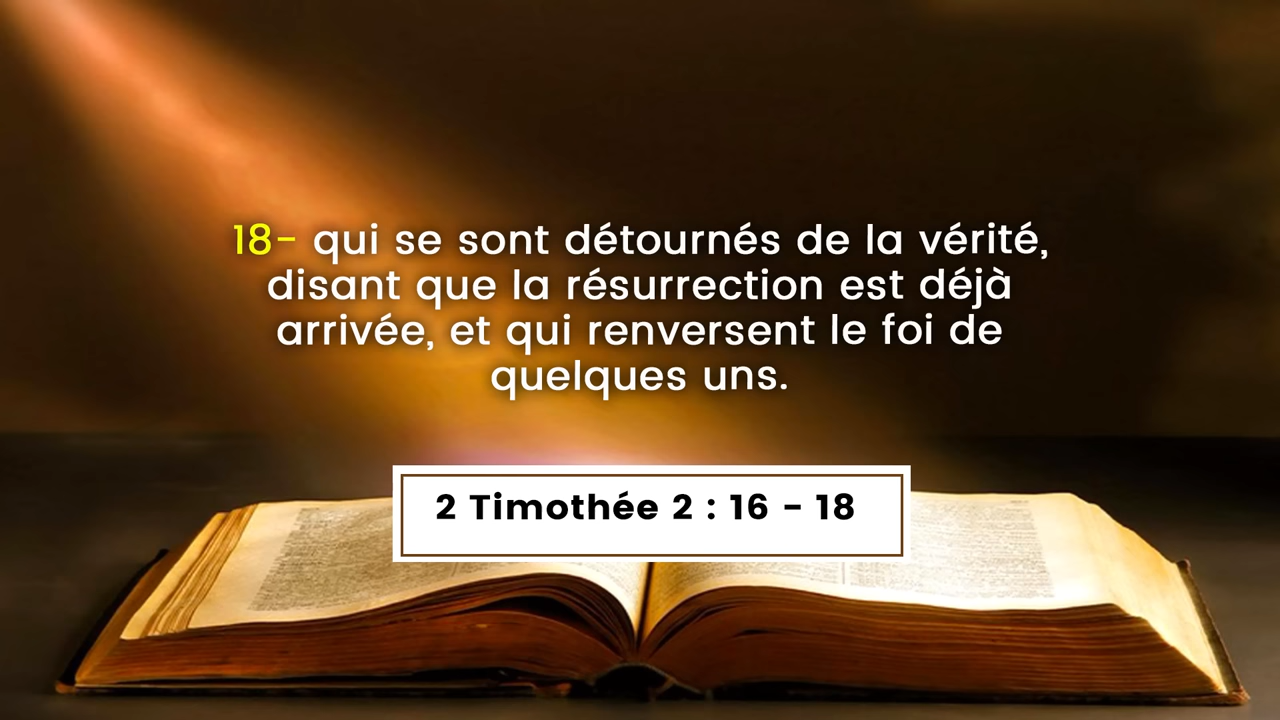 18- qui se sont détournés de la vérité,
disant que la résurrection est déjà
arrivée, et qui renversent le foi de
quelques uns.
2 Timothée 2 : 16 - 18